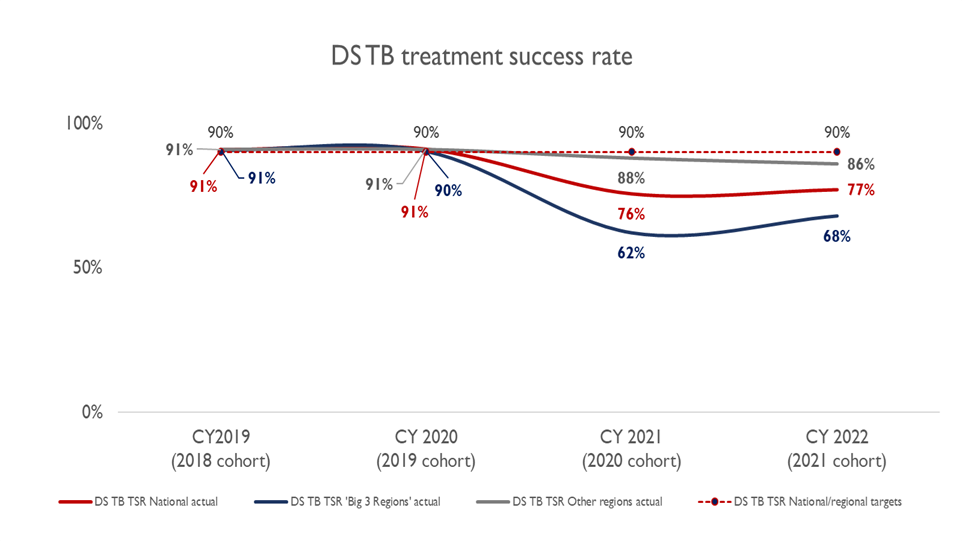 DS TB treatment success rate
100%
90%
90%
90%
90%
91%
91%
91%
91%
91%
90%
88%
86%
76%
77%
62%
68%
50%
0%
CY2019
(2018 cohort)
CY 2020
(2019 cohort)
CY 2021
(2020 cohort)
CY 2022
(2021 cohort)
DS TB TSR National actual
DS TB TSR 'Big 3 Regions' actual
DS TB TSR Other regions actual
DS TB TSR National/regional targets